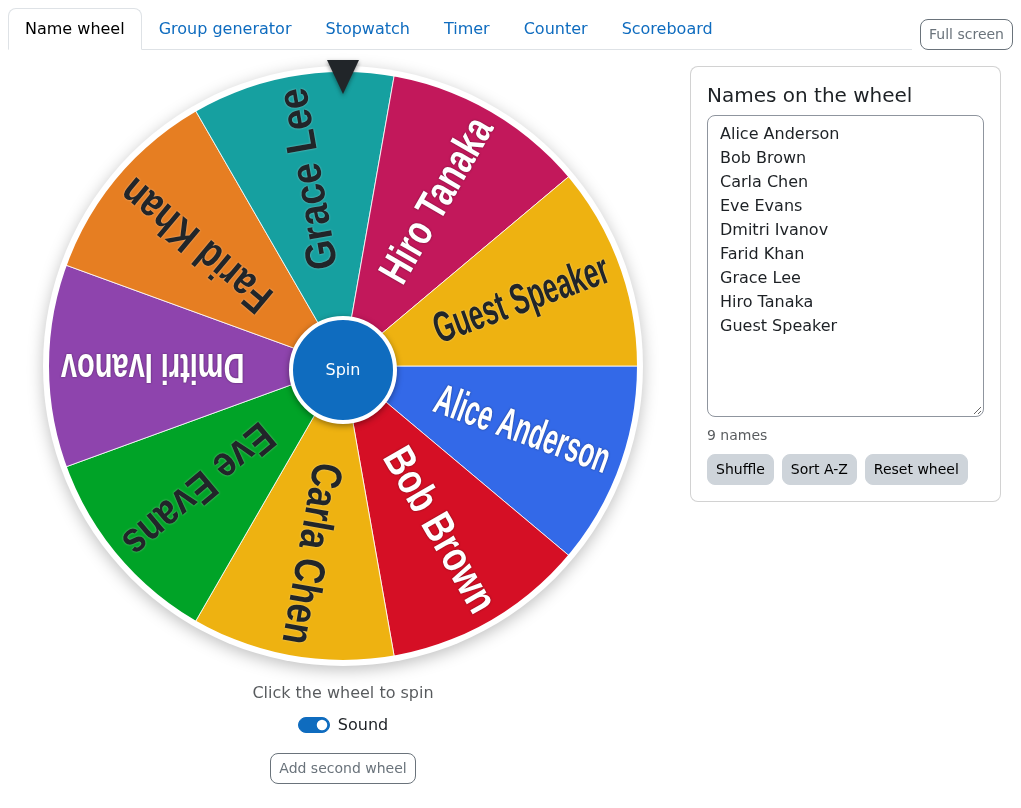 Name wheel
Group generator
Stopwatch
Timer
Counter
Scoreboard
Full screen
Grace Lee
Hiro Tanaka
Guest Speaker
Alice Anderson
Bob Brown
Carla Chen
Eve Evans
Dmitri Ivanov
Farid Khan
Spin
Click the wheel to spin
Sound
Add second wheel
Names on the wheel
Alice Anderson
Bob Brown
Carla Chen
Eve Evans
Dmitri Ivanov
Farid Khan
Grace Lee
Hiro Tanaka
Guest Speaker
9 names
Shuffle
Sort A-Z
Reset wheel